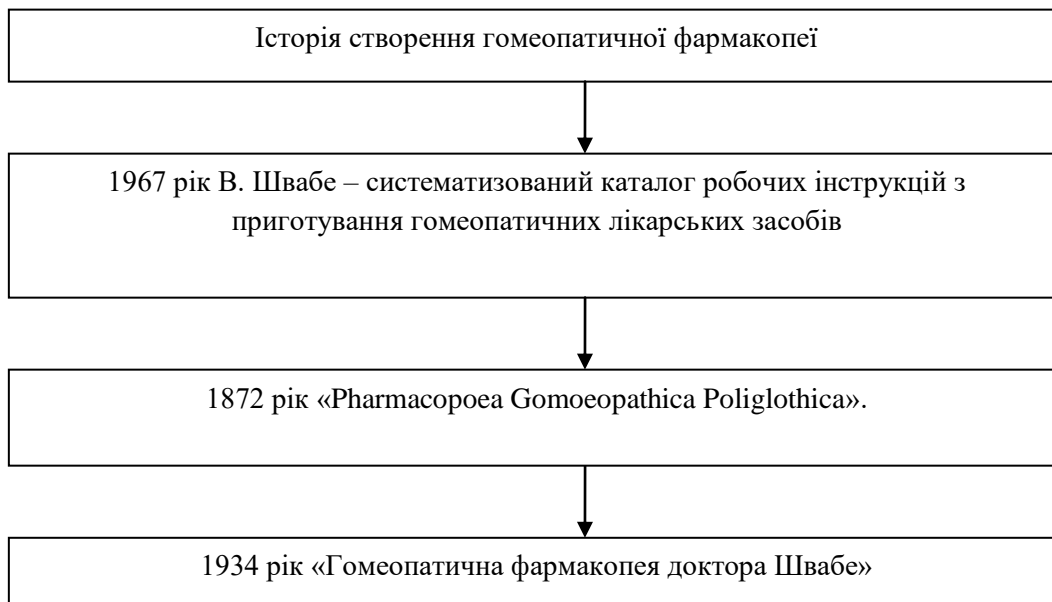 Історія створення гомеопатичної фармакопеї
1967 рік В. Швабе – систематизований каталог робочих інструкцій з
приготування гомеопатичних лікарських засобів
1872 рік «Pharmacopoea Gomoeopathica Poliglothica».
1934 рік «Гомеопатична фармакопея доктора Швабе»